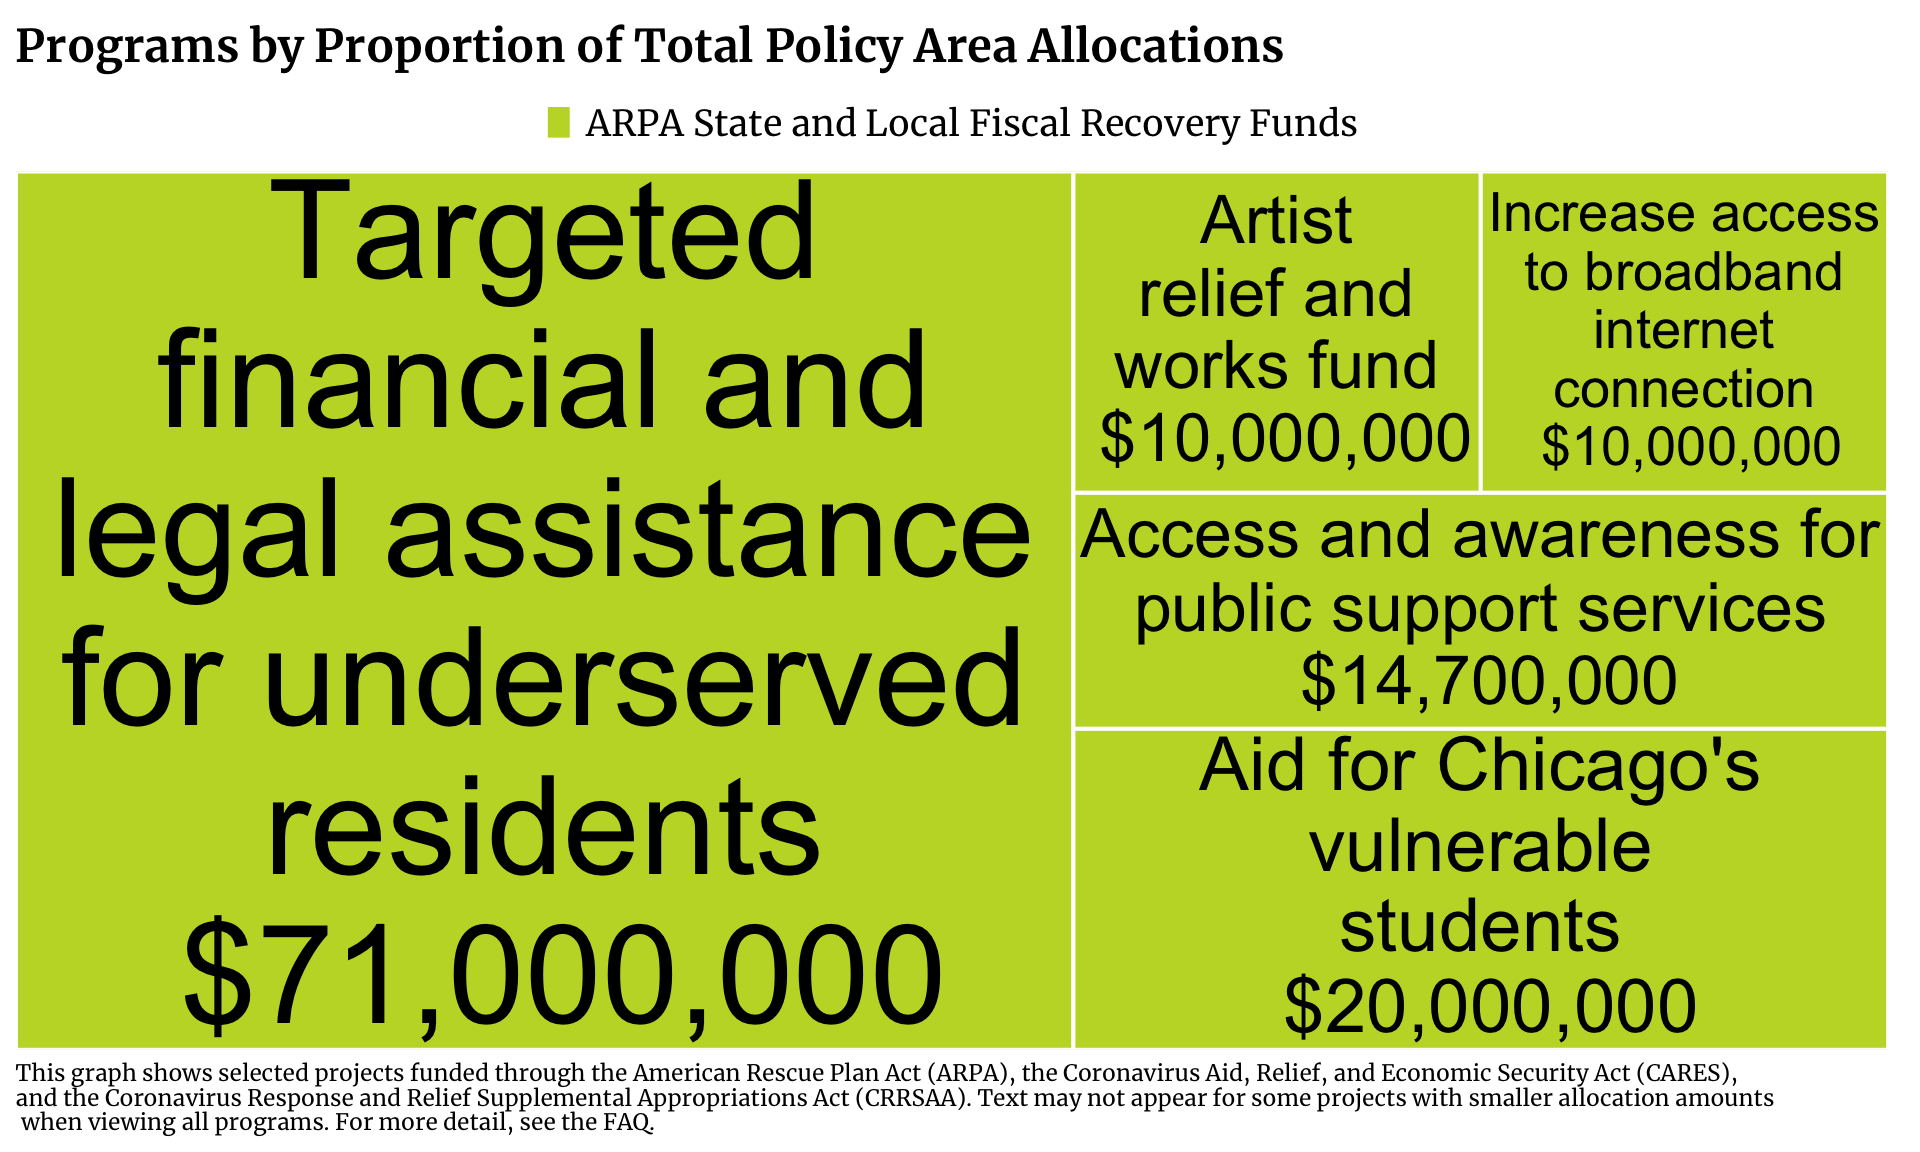 Programs by Proportion of Total Policy Area Allocations
ARPA State and Local Fiscal Recovery Funds
Targeted
financial and
legal assistance
for underserved
residents
$71,000,000
Artist
relief and
works fund
$10,000,000
Increase access
to broadband
internet
connection
$10,000,000
Access and awareness for
public support services
$14,700,000
Aid for Chicago's
vulnerable
students
$20,000,000
This graph shows selected projects funded through the American Rescue Plan Act (ARPA), the Coronavirus Aid, Relief, and Economic Security Act (CARES),
and the Coronavirus Response and Relief Supplemental Appropriations Act (CRRSAA). Text may not appear for some projects with smaller allocation amounts
when viewing all programs. For more detail, see the FAQ.